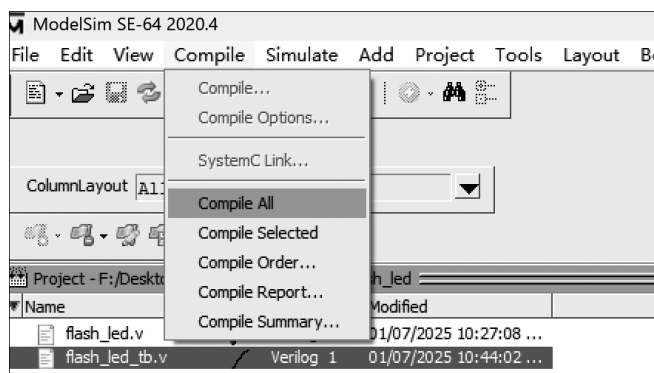 ModelSim SE-64 2020.4
File Edit View Compile Simulate Add Project Tools Layout
Compile...
Compile Options...
SystemC Link...
ColumnLayout
Compile All
Compile Selected
Compile Order...
Compile Report...
Compile Summary...
Project - F:/Deskto
Name Modified
flash_led.v 01/07/2025 10:27:08 ...
flash_led_tb.v Verilog 1 01/07/2025 10:44:02 ...